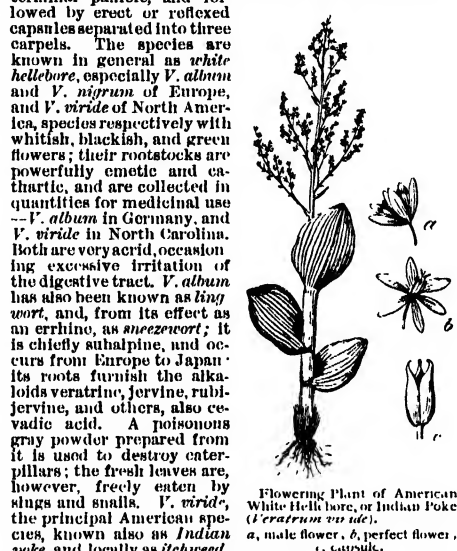 lowed by erect or reflexed
capsules separated into three
carpels. The species are
known in general as white
hellebore, especially V. album
and V. nigrum of Europe,
and V. viride of North Amer-
ica, species respectively with
whitish, blackish, and green
flowers; their rootstocks are
powerfully emetic and ca-
thartic, and are collected in
quantities for medicinal use
—V. album in Germany, and
V. viride in North Carolina.
Both are very acrid, occasion
ing excessive irritation of
the digestive tract. V. album
has also been known as ling
wort, and, from its effect as
an errhine, as sneezewort; it
is chiefly subalpine, and oc-
curs from Europe to Japan·
its roots furnish the alka-
loids veratrine, jervine, rubi-
jervine, and others, also ce-
vadic acid. A poisonous
gray powder prepared from
it is used to destroy cater-
pillars; the fresh leaves are,
however, freely eaten by
slugs and snails. V. viride,
the principal American spe-
cies, known also as Indian
poke and locally as itchweed
a
b
c
Flowering Plant of American
White Hellebore, or Indian Poke
(Veratrum viride).
a, male flower, b, perfect flower,
c, capsule.